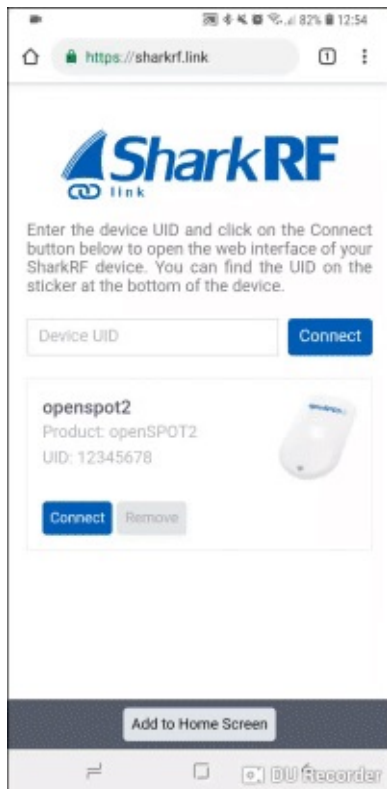 82% 12:54
https://sharkrf.link
1
SharkRF
link
Enter the device UID and click on the Connect
button below to open the web interface of your
SharkRF device. You can find the UID on the
sticker at the bottom of the device.
Device UID
Connect
openspot2
Product: openSPOT2
UID: 12345678
Connect
Remove
Add to Home Screen
DU Recorder